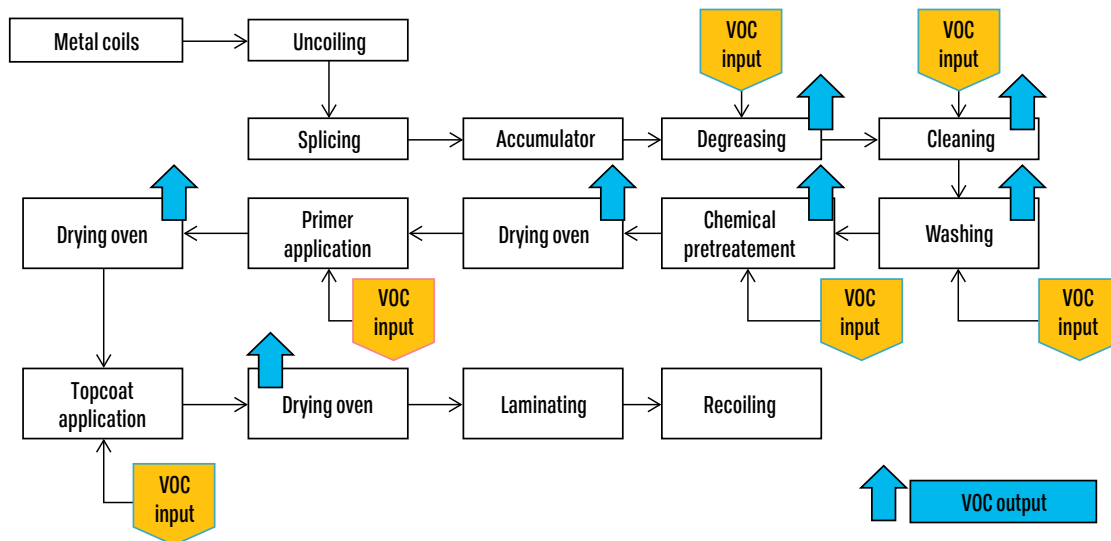 Metal coils
Uncoiling
VOC
input
VOC
input
Splicing
Accumulator
Degreasing
Cleaning
Drying oven
Primer
application
Drying oven
Chemical
pretreatement
Washing
VOC
input
VOC
input
VOC
input
Topcoat
application
Drying oven
Laminating
Recoiling
VOC
input
VOC output